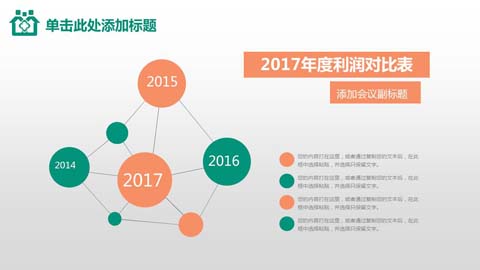 单击此处添加标题
2017年度利润对比表
添加会议副标题
2015
2014
2016
2017
您的内容打在这里，或者通过复制您的文本后，在此
框中选择粘贴，并选择只保留文字。
您的内容打在这里，或者通过复制您的文本后，在此
框中选择粘贴，并选择只保留文字。
您的内容打在这里，或者通过复制您的文本后，在此
框中选择粘贴，并选择只保留文字。
您的内容打在这里，或者通过复制您的文本后，在此
框中选择粘贴，并选择只保留文字。